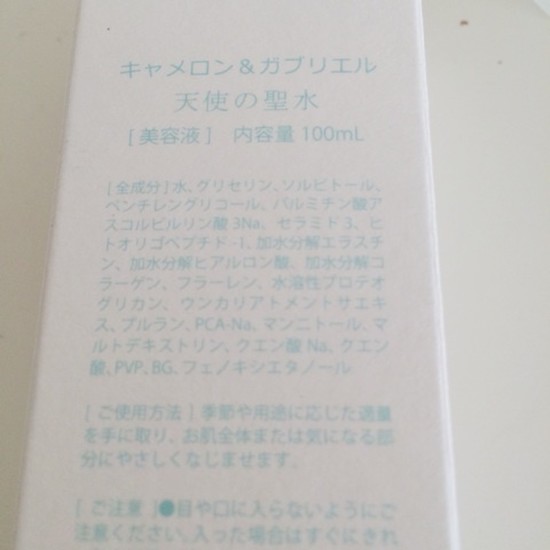 キャメロン＆ガブリエル
天使の聖水
[ 美容液 ]　内容量 100mL
[ 全成分 ] 水、グリセリン、ソルビトール、
ペンチレングリコール、パルミチン酸ア
スコルビルリン酸 3Na、セラミド 3、ヒ
トオリゴペプチド -1、加水分解エラスチ
ン、加水分解ヒアルロン酸、加水分解コ
ラーゲン、フラーレン、水溶性プロテオ
グリカン、ウンカリアトメントサエキ
ス、プルラン、PCA-Na、マンニトール、マ
ルトデキストリン、クエン酸 Na、クエン
酸、PVP、BG、フェノキシエタノール
[ ご使用方法 ] 季節や用途に応じた適量
を手に取り、お肌全体または気になる部
分にやさしくなじませます。
[ ご注意 ]●目や口に入らないようにご
注意ください。入った場合はすぐにきれ